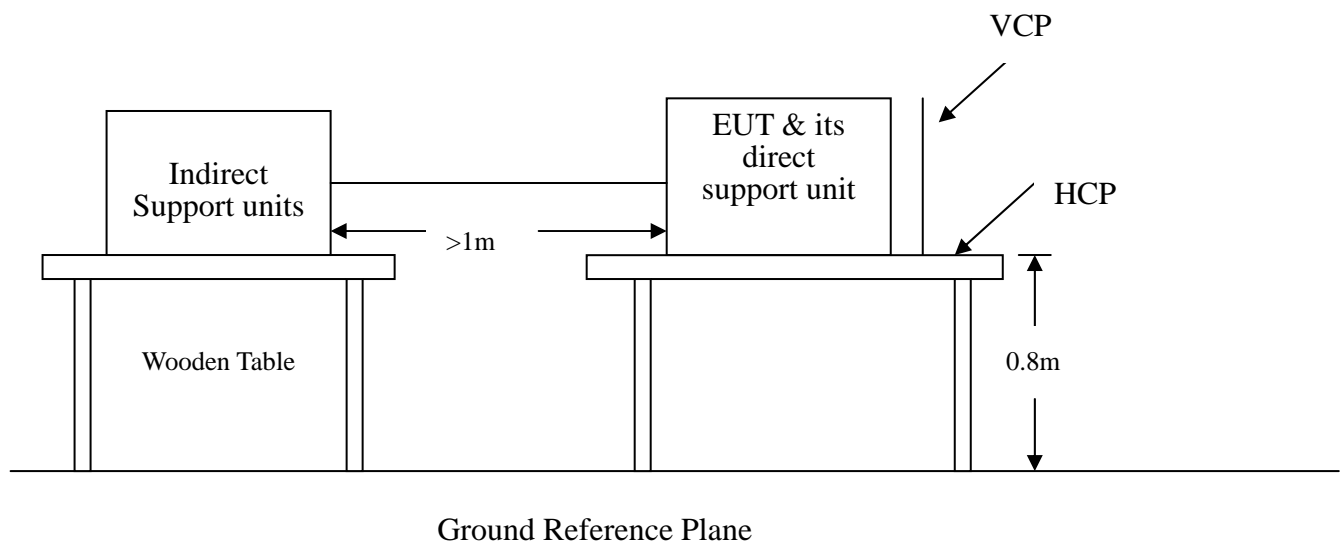 VCP
EUT & its
direct
support unit
Indirect
Support units
HCP
>1m
Wooden Table
0.8m
Ground Reference Plane